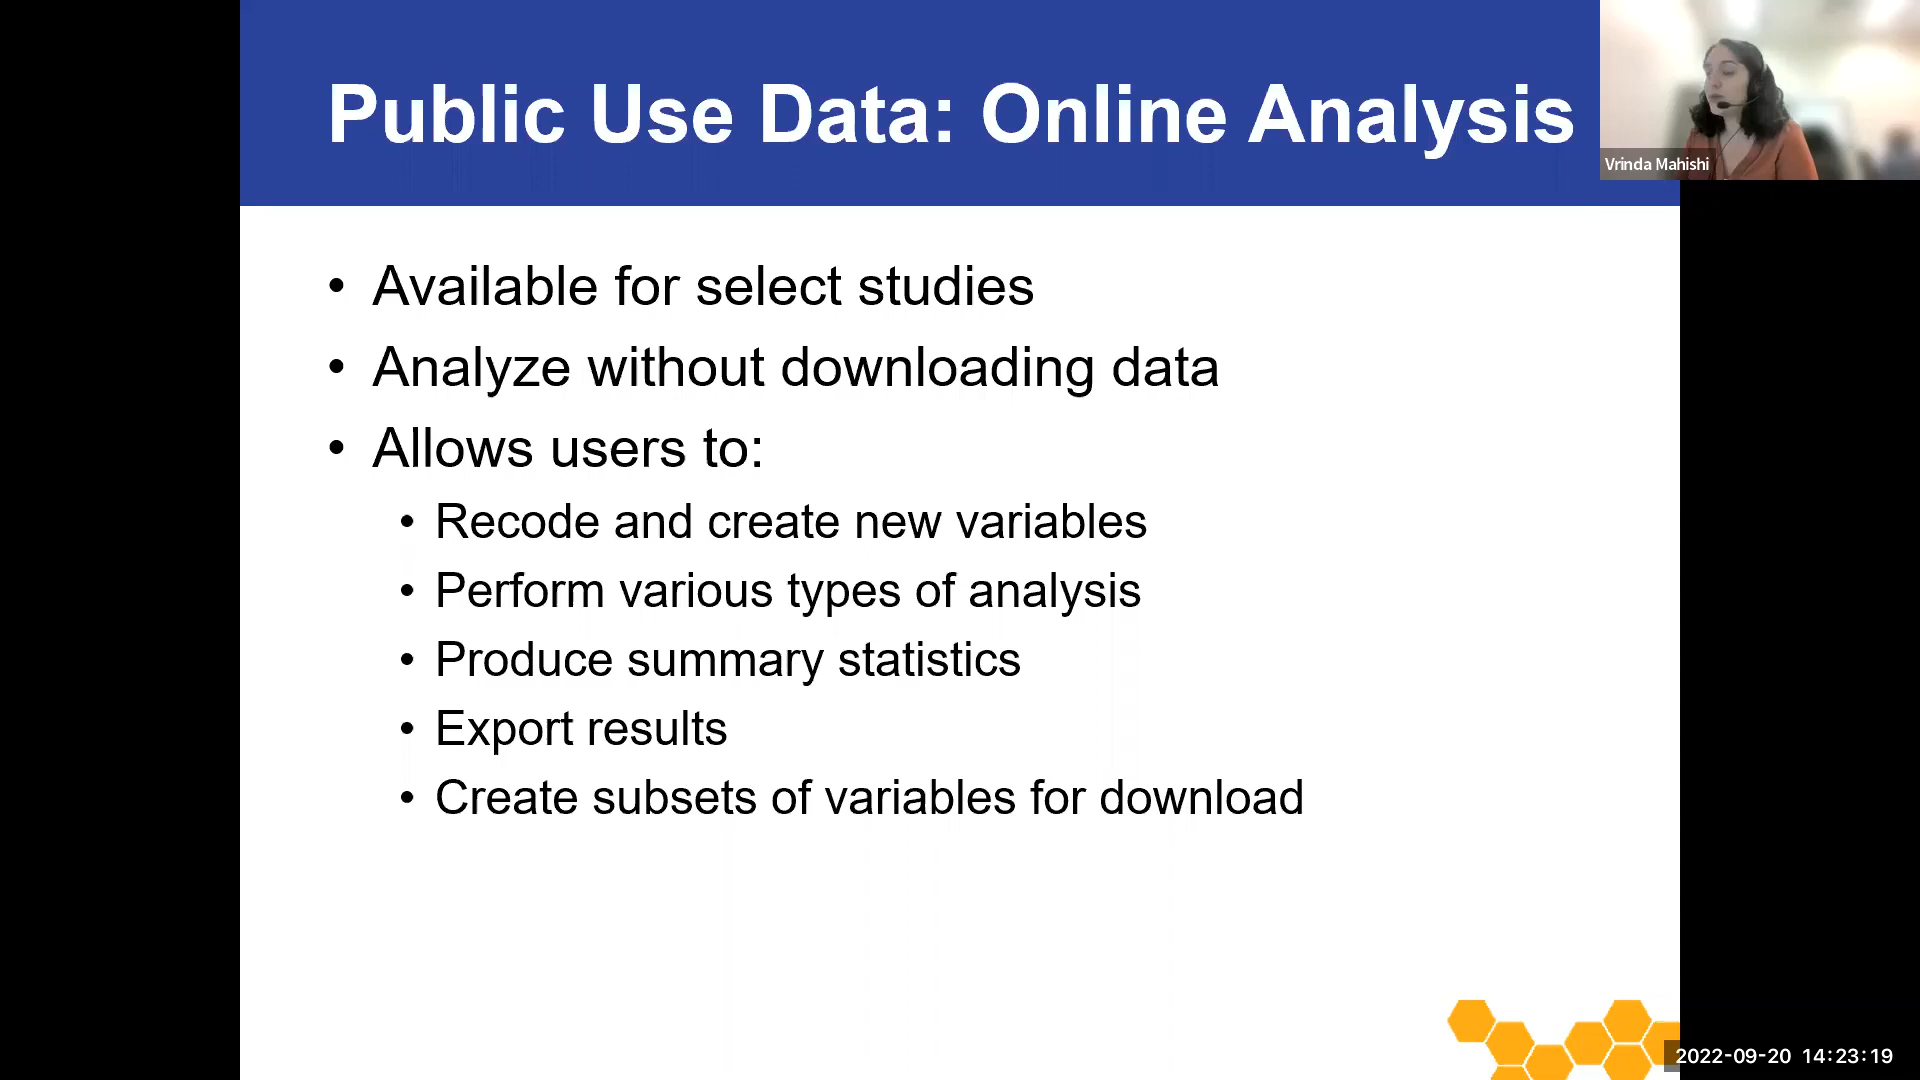 Public Use Data: Online Analysis
Vrinda Mahishi
• Available for select studies
• Analyze without downloading data
• Allows users to:
• Recode and create new variables
• Perform various types of analysis
• Produce summary statistics
• Export results
• Create subsets of variables for download
2022-09-20 14:23:19